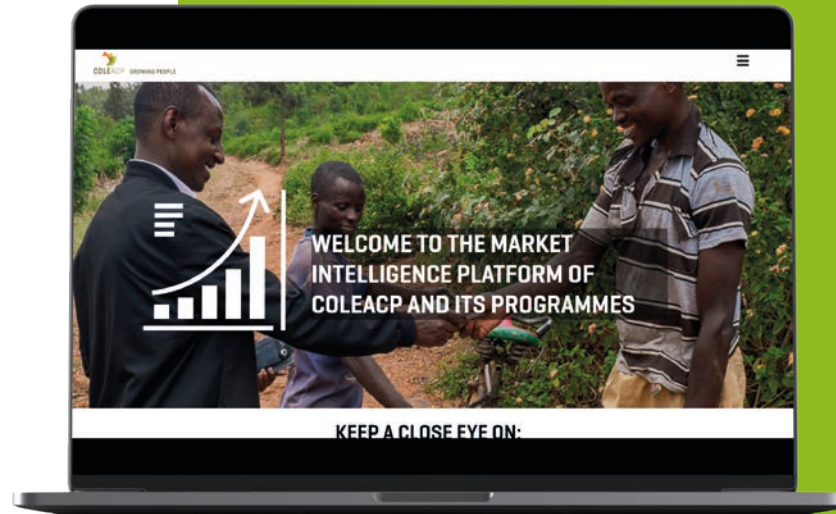 COLEACP GROWING PEOPLE
WELCOME TO THE MARKET
INTELLIGENCE PLATFORM OF
COLEACP AND ITS PROGRAMMES
KEEP A CLOSE EYE ON: